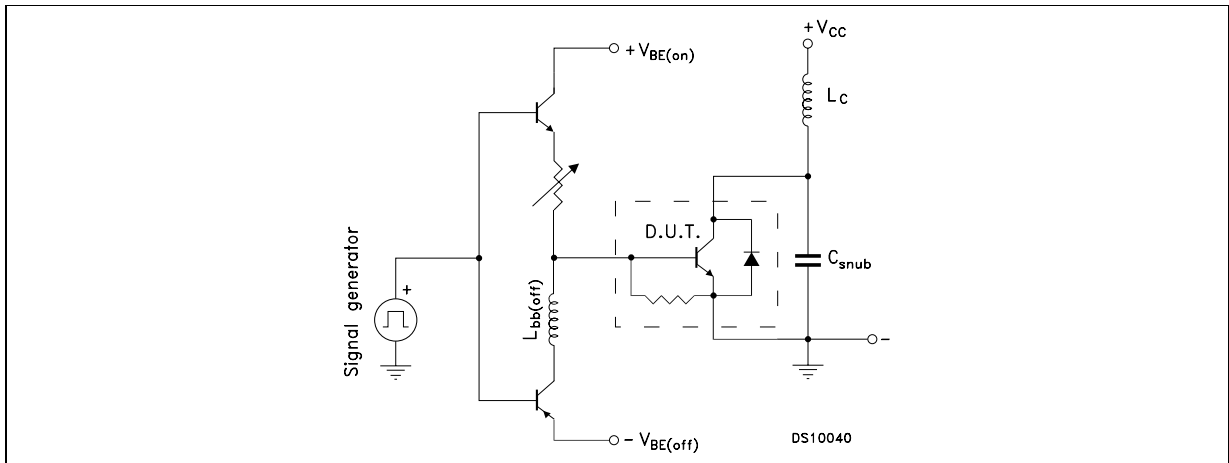 + V_BE(on)
+ V_CC
L_C
D.U.T.
C_snub
Signal generator
+
L_bb(off)
-
- V_BE(off)
DS10040